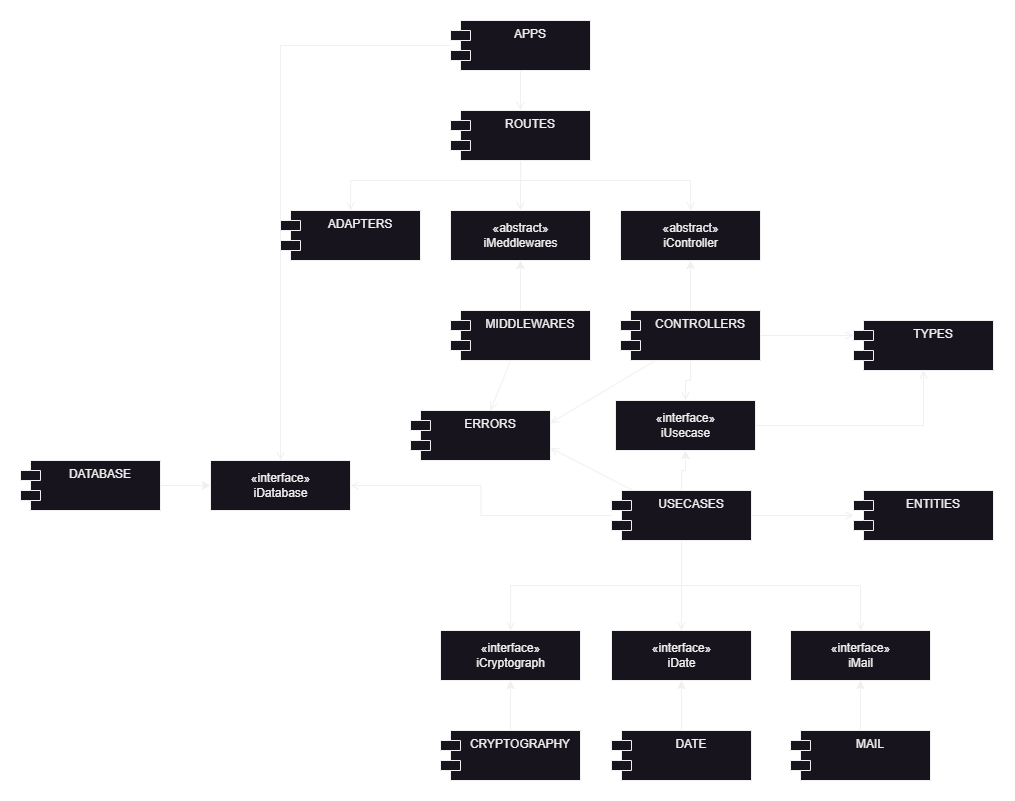 APPS
ROUTES
ADAPTERS
«abstract»
iMeddlewares
«abstract»
iController
MIDDLEWARES
CONTROLLERS
TYPES
ERRORS
«interface»
iUsecase
DATABASE
«interface»
iDatabase
USECASES
ENTITIES
«interface»
iCryptograph
«interface»
iDate
«interface»
iMail
CRYPTOGRAPHY
DATE
MAIL